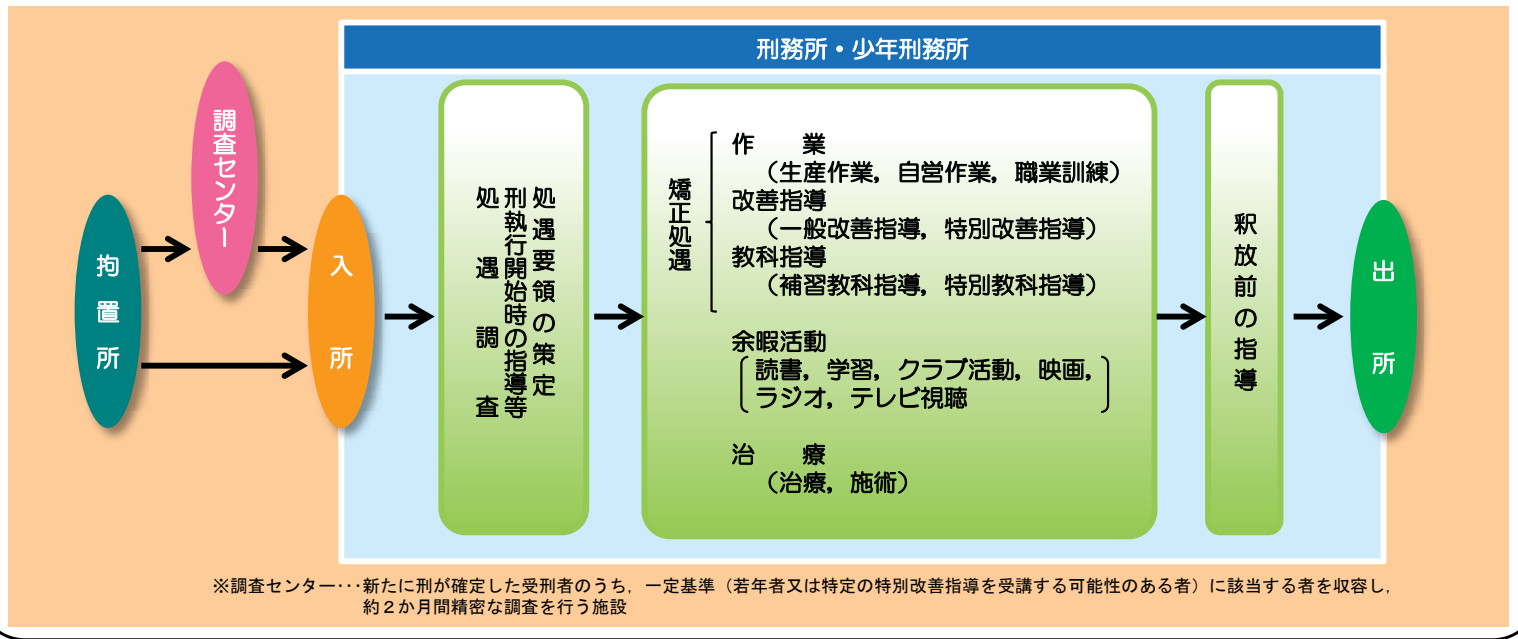 刑務所・少年刑務所
拘置所
調査センター
入所
処遇要領の策定
刑執行開始時の指導等
処遇調査
矯正処遇
作　　業
（生産作業，自営作業，職業訓練）
改善指導
（一般改善指導，特別改善指導）
教科指導
（補習教科指導，特別教科指導）
余暇活動
読書，学習，クラブ活動，映画，
ラジオ，テレビ視聴
治　　療
（治療，施術）
釈放前の指導
出所
※調査センター･･･新たに刑が確定した受刑者のうち，一定基準（若年者又は特定の特別改善指導を受講する可能性のある者）に該当する者を収容し，
約２か月間精密な調査を行う施設